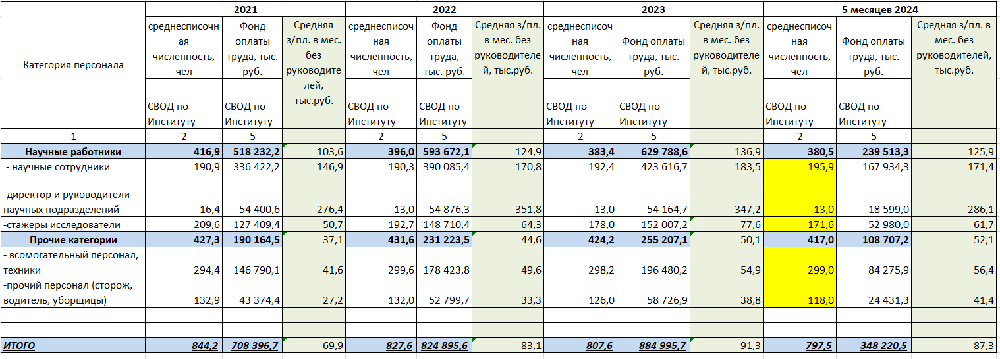 2021 2022 2023 5 месяцев 2024
Категория персонала
среднесписочн
ая
численность,
чел
Фонд
оплаты
труда, тыс.
руб.
Средняя
з/пл. в мес.
без
руководите
лей,
тыс.руб.
среднесписоч
ная
численность,
чел
Фонд
оплаты
труда,
тыс. руб.
Средняя з/пл.
в мес. без
руководителе
й, тыс.руб.
среднесписоч
ная
численность,
чел
Фонд оплаты
труда, тыс.руб.
Средняя з/пл.
в мес. без
руководителе
й, тыс.руб.
среднесписоч
ная
численность,
чел
Фонд оплаты
труда, тыс.руб.
Средняя з/пл. в
мес. без
руководителей,
тыс.руб.
СВОД по
Институту
СВОД по
Институту
СВОД по
Институту
СВОД по
Институту
СВОД по
Институту
СВОД по
Институту
СВОД по
Институту
СВОД по
Институту
1 2 5 2 5 2 5 2 5
Научные работники 416,9 518 232,2 103,6 396,0 593 672,1 124,9 383,4 629 788,6 136,9 380,5 239 513,3 125,9
- научные сотрудники 190,9 336 422,2 146,9 190,3 390 085,4 170,8 192,4 423 616,7 183,5 195,9 167 934,3 171,4
-директор и руководители
научных подразделений 16,4 54 400,6 276,4 13,0 54 876,3 351,8 13,0 54 164,7 347,2 13,0 18 599,0 286,1
-стажеры исследователи 209,6 127 409,4 50,7 192,7 148 710,4 64,3 178,0 152 007,2 77,6 171,6 52 980,0 61,7
Прочие категории 427,3 190 164,5 37,1 431,6 231 223,5 44,6 424,2 255 207,1 50,1 417,0 108 707,2 52,1
- всомогательный персонал,
техники 294,4 146 790,1 41,6 299,6 178 423,8 49,6 298,2 196 480,2 54,9 299,0 84 275,9 56,4
-прочий персонал (сторож,
водитель, уборщицы) 132,9 43 374,4 27,2 132,0 52 799,7 33,3 126,0 58 726,9 38,8 118,0 24 431,3 41,4
ИТОГО 844,2 708 396,7 69,9 827,6 824 895,6 83,1 807,6 884 995,7 91,3 797,5 348 220,5 87,3